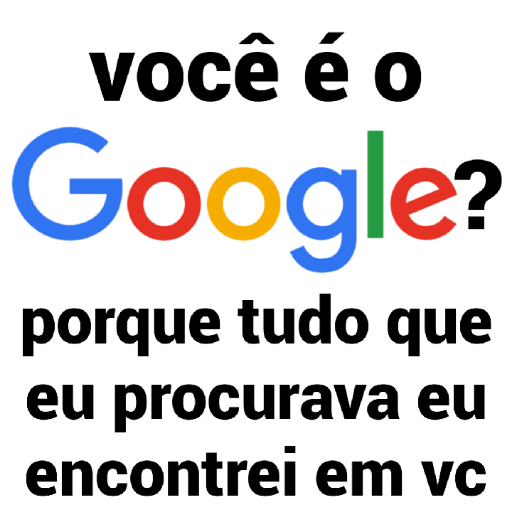 você é o
Google?
porque tudo que
eu procurava eu
encontrei em vc